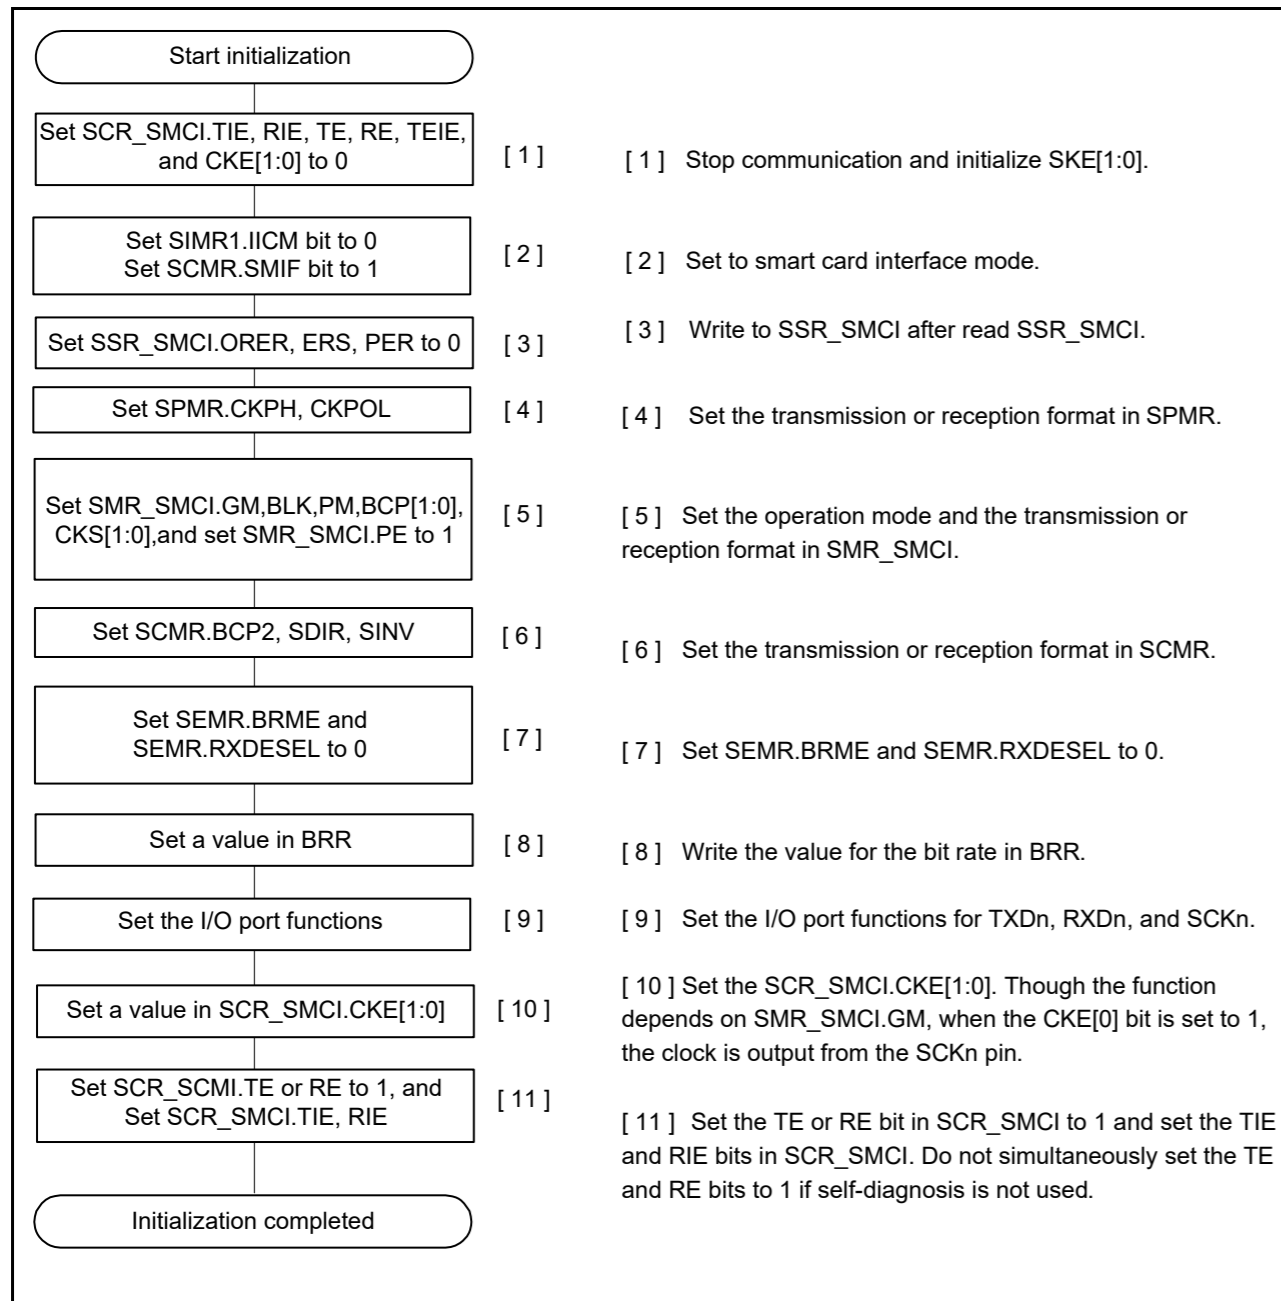 Start initialization
Set SCR_SMCI.TIE, RIE, TE, RE, TEIE,
and CKE[1:0] to 0
[ 1 ]
[ 1 ] Stop communication and initialize SKE[1:0].
Set SIMR1.IICM bit to 0
Set SCMR.SMIF bit to 1
[ 2 ]
[ 2 ] Set to smart card interface mode.
Set SSR_SMCI.ORER, ERS, PER to 0
[ 3 ]
[ 3 ] Write to SSR_SMCI after read SSR_SMCI.
Set SPMR.CKPH, CKPOL
[ 4 ]
[ 4 ] Set the transmission or reception format in SPMR.
Set SMR_SMCI.GM,BLK,PM,BCP[1:0],
CKS[1:0],and set SMR_SMCI.PE to 1
[ 5 ]
[ 5 ] Set the operation mode and the transmission or
reception format in SMR_SMCI.
Set SCMR.BCP2, SDIR, SINV
[ 6 ]
[ 6 ] Set the transmission or reception format in SCMR.
Set SEMR.BRME and
SEMR.RXDESEL to 0
[ 7 ]
[ 7 ] Set SEMR.BRME and SEMR.RXDESEL to 0.
Set a value in BRR
[ 8 ]
[ 8 ] Write the value for the bit rate in BRR.
Set the I/O port functions
[ 9 ]
[ 9 ] Set the I/O port functions for TXDn, RXDn, and SCKn.
Set a value in SCR_SMCI.CKE[1:0]
[ 10 ]
[ 10 ] Set the SCR_SMCI.CKE[1:0]. Though the function
depends on SMR_SMCI.GM, when the CKE[0] bit is set to 1,
the clock is output from the SCKn pin.
Set SCR_SCMI.TE or RE to 1, and
Set SCR_SMCI.TIE, RIE
[ 11 ]
[ 11 ] Set the TE or RE bit in SCR_SMCI to 1 and set the TIE
and RIE bits in SCR_SMCI. Do not simultaneously set the TE
and RE bits to 1 if self-diagnosis is not used.
Initialization completed